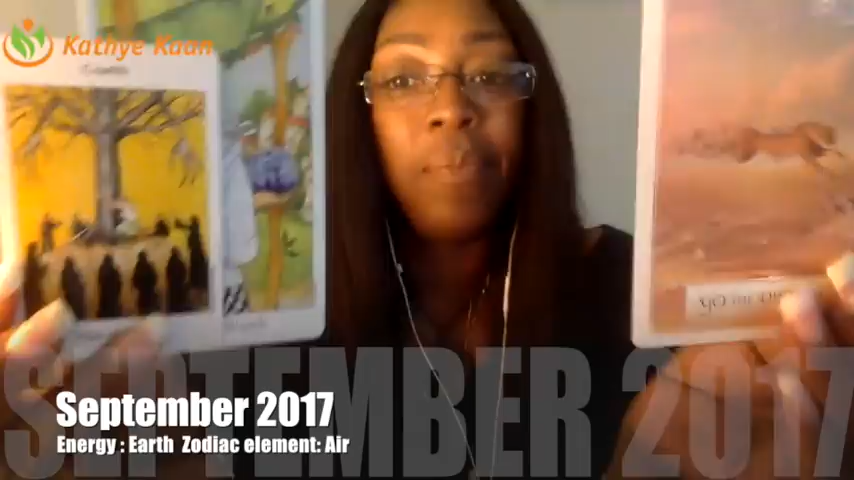 Kathye Kaan
SEPTEMBER 2017
September 2017
Energy : Earth Zodiac element: Air